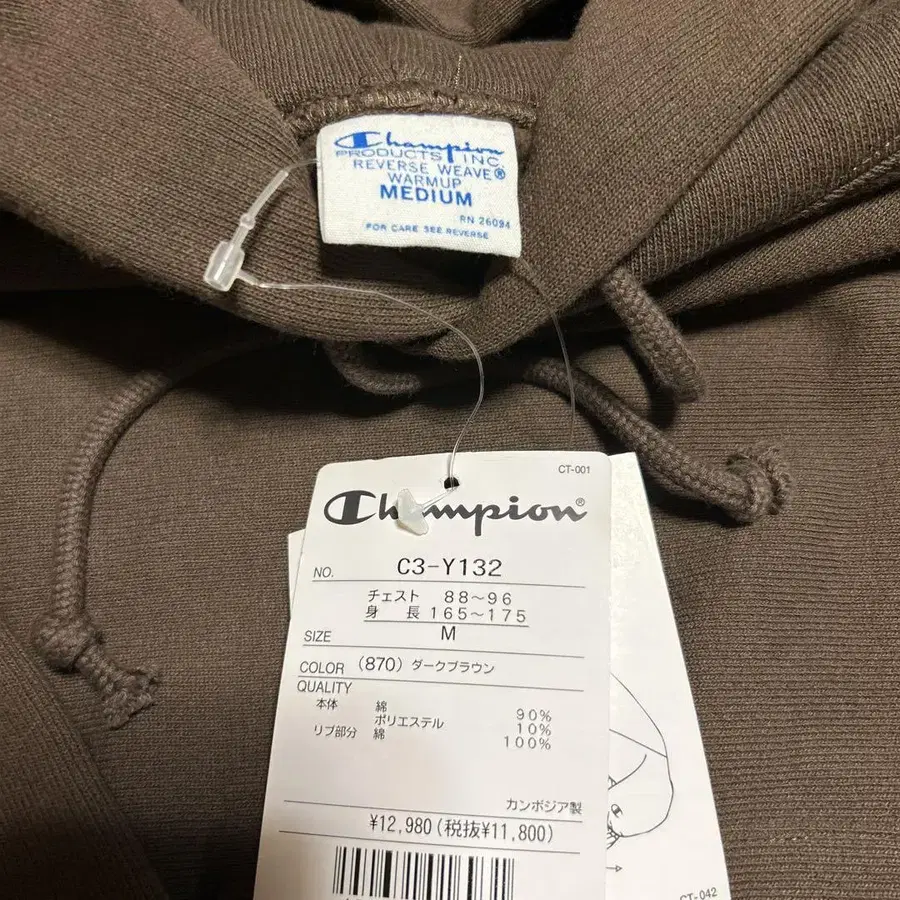 Champion
PRODUCTS INC.
REVERSE WEAVE®
WARMUP
MEDIUM
RN 26094
FOR CARE SEE REVERSE
CT-001
Champion®
NO. C3-Y132
チェスト 88~96
身 長 165~175
SIZE M
COLOR (870) ダークブラウン
QUALITY
本体 綿 90%
ポリエステル 10%
リブ部分 綿 100%
カンボジア製
¥12,980(税抜¥11,800)
CT-042